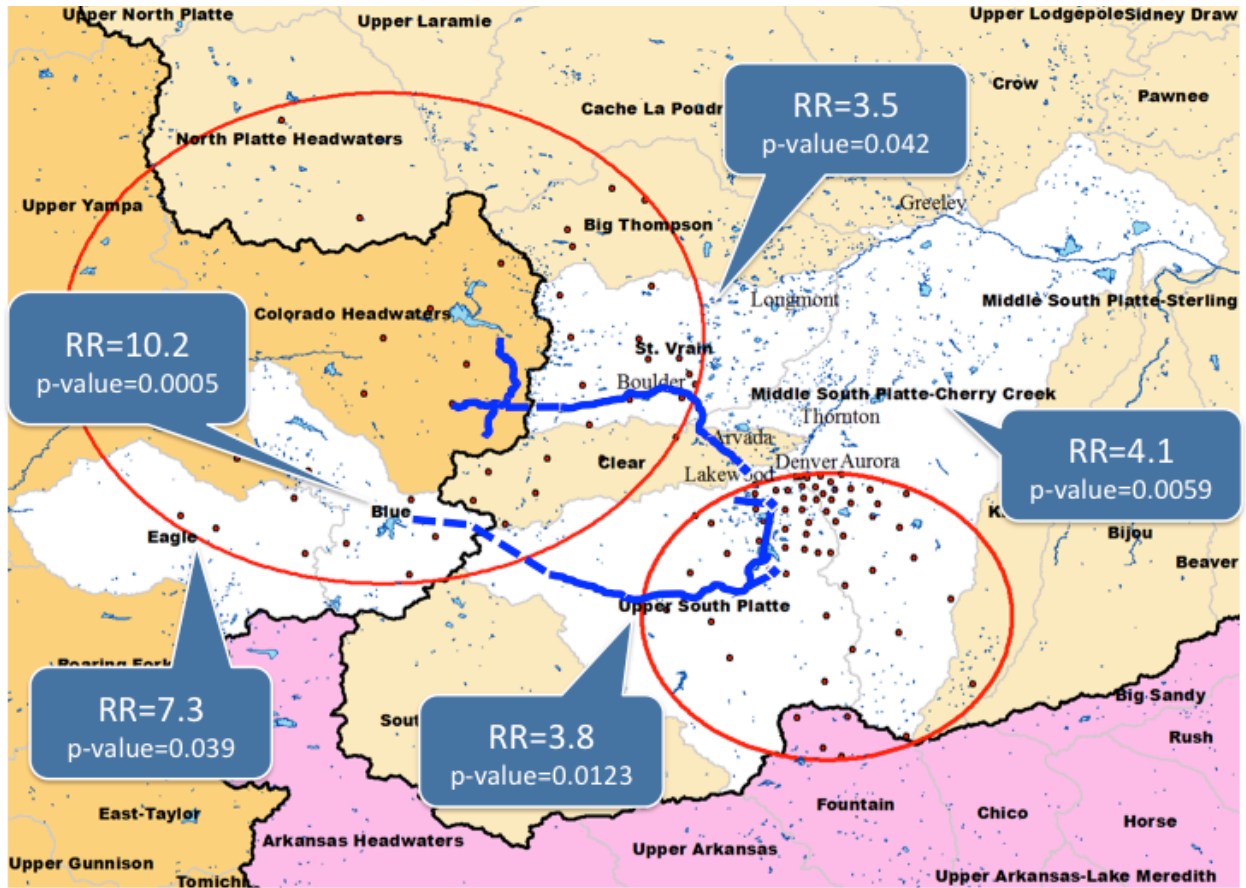 Upper North Platte
Upper Laramie
Upper Lodgepole
Sidney Draw
Crow
Pawnee
Cache La Poudr
RR=3.5
p-value=0.042
North Platte Headwaters
Upper Yampa
Big Thompson
Greeley
Colorado Headwaters
Longmont
Middle South Platte-Sterling
RR=10.2
p-value=0.0005
St. Vrain
Boulder
Middle South Platte-Cherry Creek
Thornton
Arvada
Clear
Lakewood
Denver
Aurora
RR=4.1
p-value=0.0059
Blue
Eagle
Bijou
Beaver
Upper South Platte
Roaring Fork
RR=7.3
p-value=0.039
Sout
RR=3.8
p-value=0.0123
Big Sandy
Rush
East-Taylor
Fountain
Chico
Horse
Arkansas Headwaters
Upper Arkansas
Upper Gunnison
Tomichi
Upper Arkansas-Lake Meredith